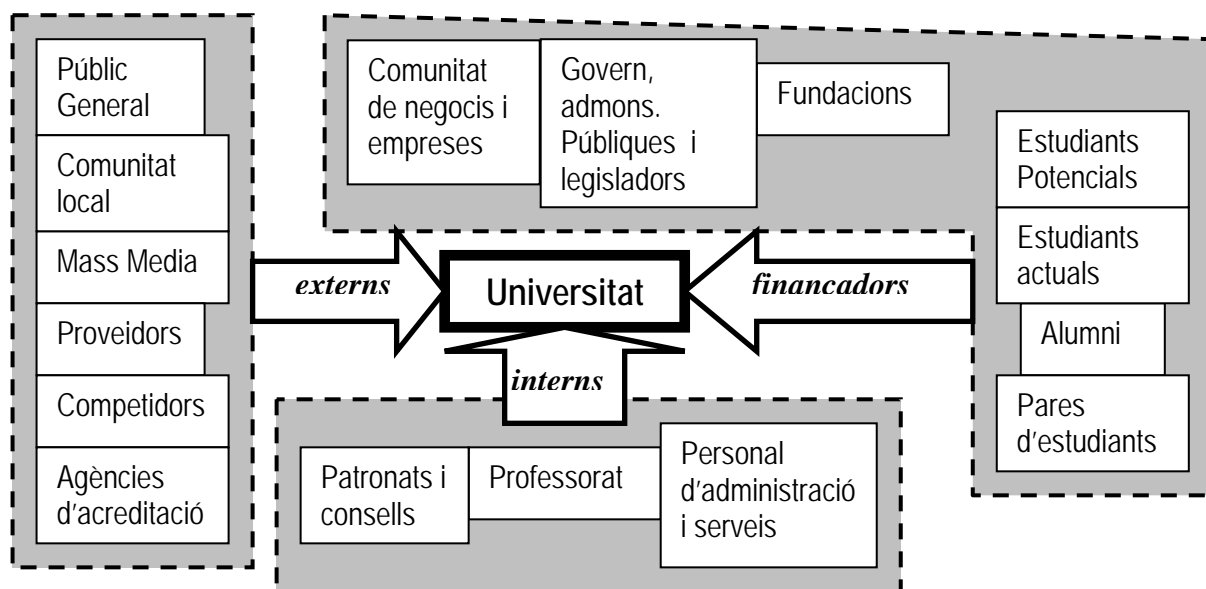 Públic
General
Comunitat
local
Mass Media
Proveidors
Competidors
Agències
d'acreditació
Comunitat
de negocis i
empreses
Govern,
admons.
Públiques i
legisladors
Fundacions
Estudiants
Potencials
Estudiants
actuals
Alumni
Pares
d'estudiants
externs
Universitat
financadors
interns
Patronats i
consells
Professorat
Personal
d'administració
i serveis